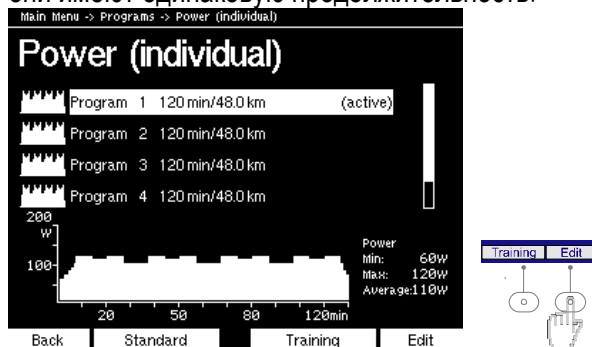 они имеют одинаковую продолжительность.
Main Menu -> Programs -> Power (individual)
Power (individual)
Program 1 120 min/48.0 km (active)
Program 2 120 min/48.0 km
Program 3 120 min/48.0 km
Program 4 120 min/48.0 km
200
W
100
Power
Min: 60W
Max: 120W
Average:110W
20 50 80 120min
Back Standard Training Edit
Training Edit